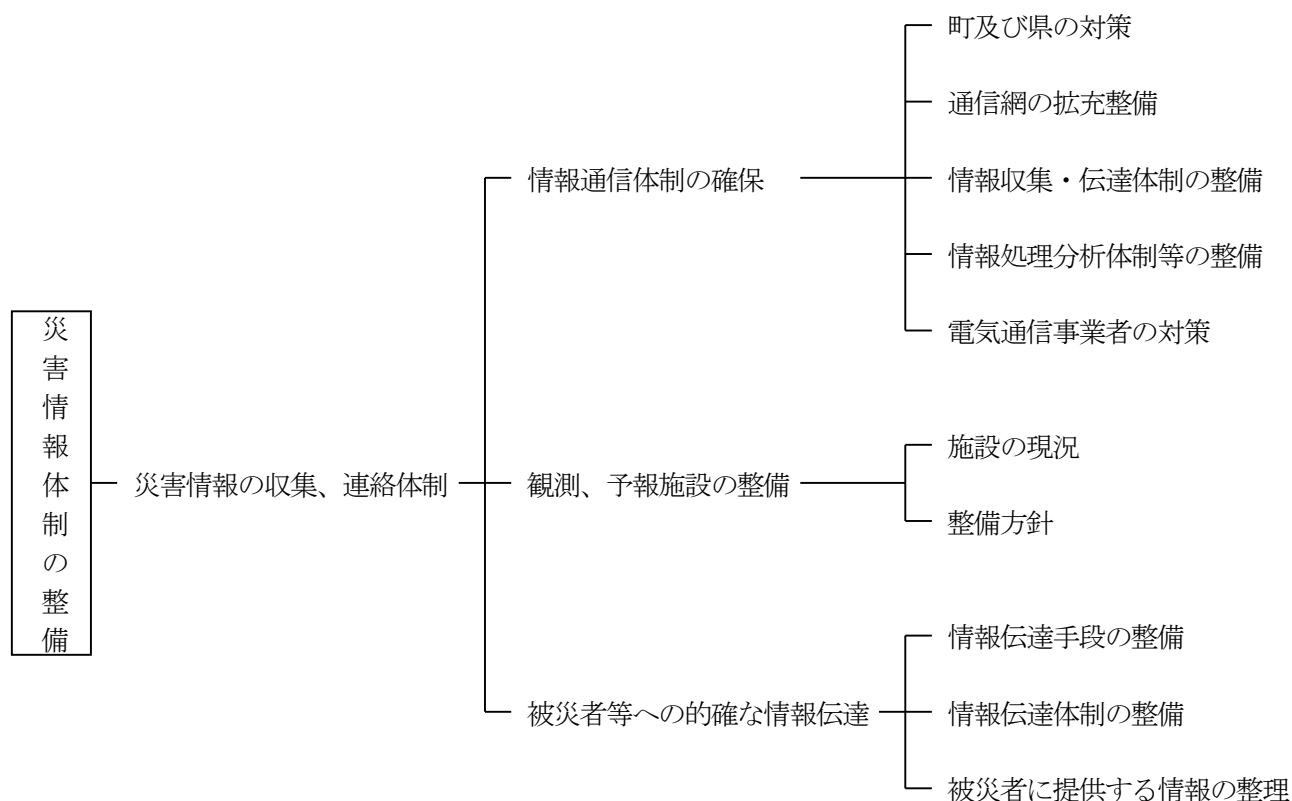 災害情報体制の整備
災害情報の収集、連絡体制
情報通信体制の確保
町及び県の対策
通信網の拡充整備
情報収集・伝達体制の整備
情報処理分析体制等の整備
電気通信事業者の対策
観測、予報施設の整備
施設の現況
整備方針
被災者等への的確な情報伝達
情報伝達手段の整備
情報伝達体制の整備
被災者に提供する情報の整理